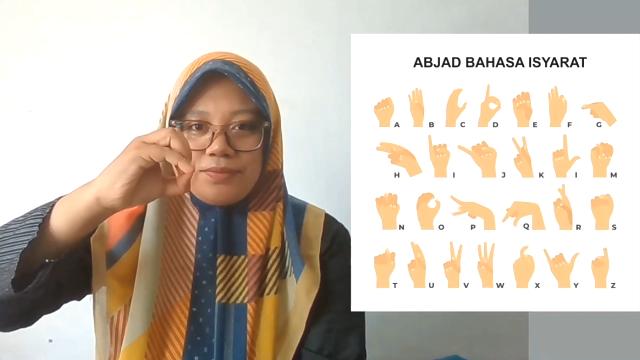 ABJAD BAHASA ISYARAT
A B C D E F G
H I J K I M
N O P Q R S
T U V W X Y Z